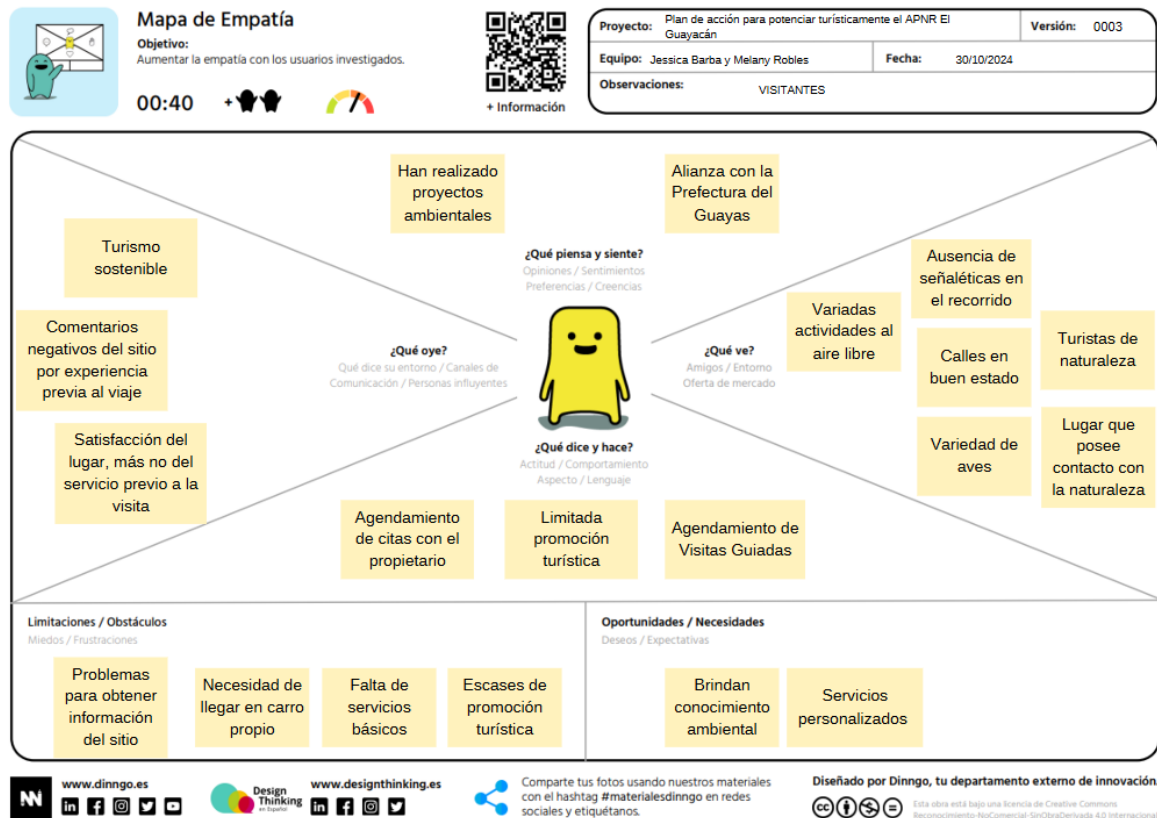 Mapa de Empatía
Objetivo:
Aumentar la empatía con los usuarios investigados.
00:40
+
+ Información
Proyecto: Plan de acción para potenciar turísticamente el APNR El
Guayacán
Versión: 0003
Equipo: Jessica Barba y Melany Robles
Fecha: 30/10/2024
Observaciones:
VISITANTES
Han realizado
proyectos
ambientales
Alianza con la
Prefectura del
Guayas
¿Qué piensa y siente?
Opiniones / Sentimientos
Preferencias / Creencias
Turismo
sostenible
Comentarios
negativos del sitio
por experiencia
previa al viaje
Satisfacción del
lugar, más no del
servicio previo a la
visita
¿Qué oye?
Qué dice su entorno / Canales de
Comunicación / Personas influyentes
¿Qué ve?
Amigos / Entorno
Oferta de mercado
Variadas
actividades al
aire libre
Ausencia de
señaléticas en
el recorrido
Calles en
buen estado
Variedad de
aves
Turistas de
naturaleza
Lugar que
posee
contacto con
la naturaleza
¿Qué dice y hace?
Actitud / Comportamiento
Aspecto / Lenguaje
Agendamiento
de citas con el
propietario
Limitada
promoción
turística
Agendamiento de
Visitas Guiadas
Limitaciones / Obstáculos
Miedos / Frustraciones
Problemas
para obtener
información
del sitio
Necesidad de
llegar en carro
propio
Falta de
servicios
básicos
Escases de
promoción
turística
Oportunidades / Necesidades
Deseos / Expectativas
Brindan
conocimiento
ambiental
Servicios
personalizados
www.dinngo.es
Design
Thinking
en Español
www.designthinking.es
Comparte tus fotos usando nuestros materiales
con el hashtag #materialesdinngo en redes
sociales y etiquétanos.
Diseñado por Dinngo, tu departamento externo de innovación.
Esta obra está bajo una licencia de Creative Commons
Reconocimiento-NoComercial-SinObraDerivada 4.0 Internacional